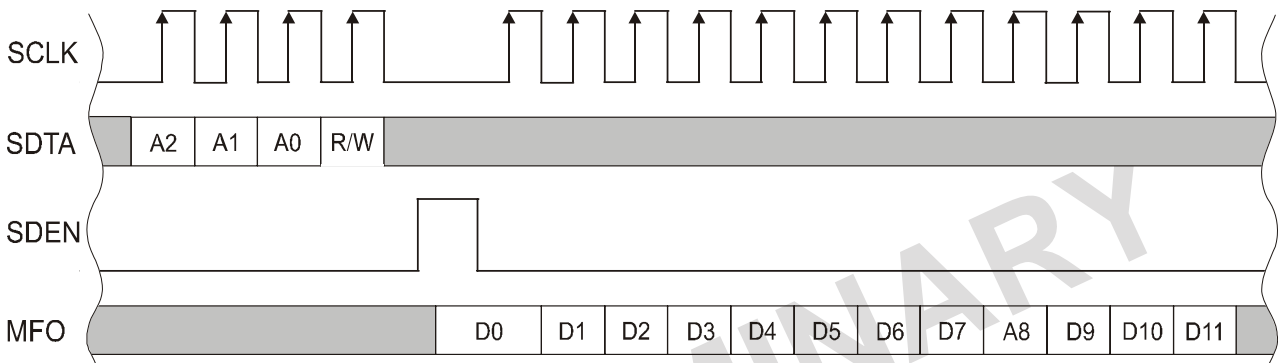 SCLK
SDTA A2 A1 A0 R/W
SDEN
MFO D0 D1 D2 D3 D4 D5 D6 D7 A8 D9 D10 D11
MINARY